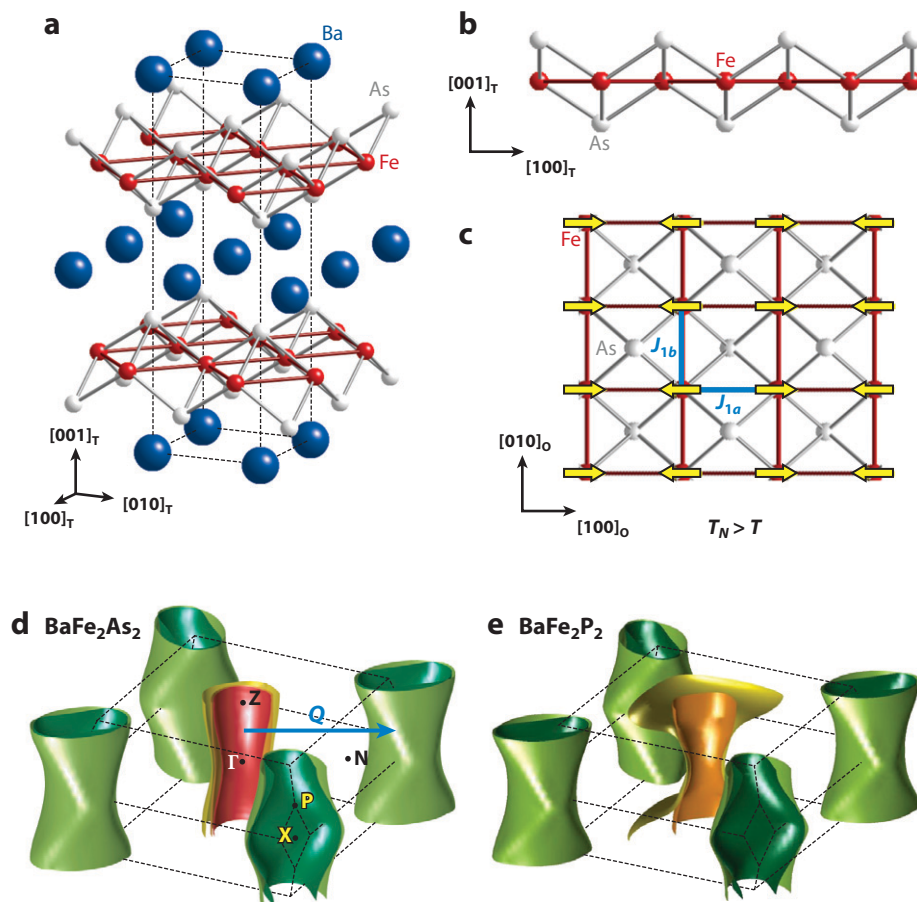 a
Ba
As
Fe
[001]T
[100]T
[010]T
b
[001]T
Fe
As
[100]T
c
Fe
As
J1b
J1a
[010]O
[100]O
TN > T
d BaFe2As2
Z
Q
Γ
N
P
X
e BaFe2P2